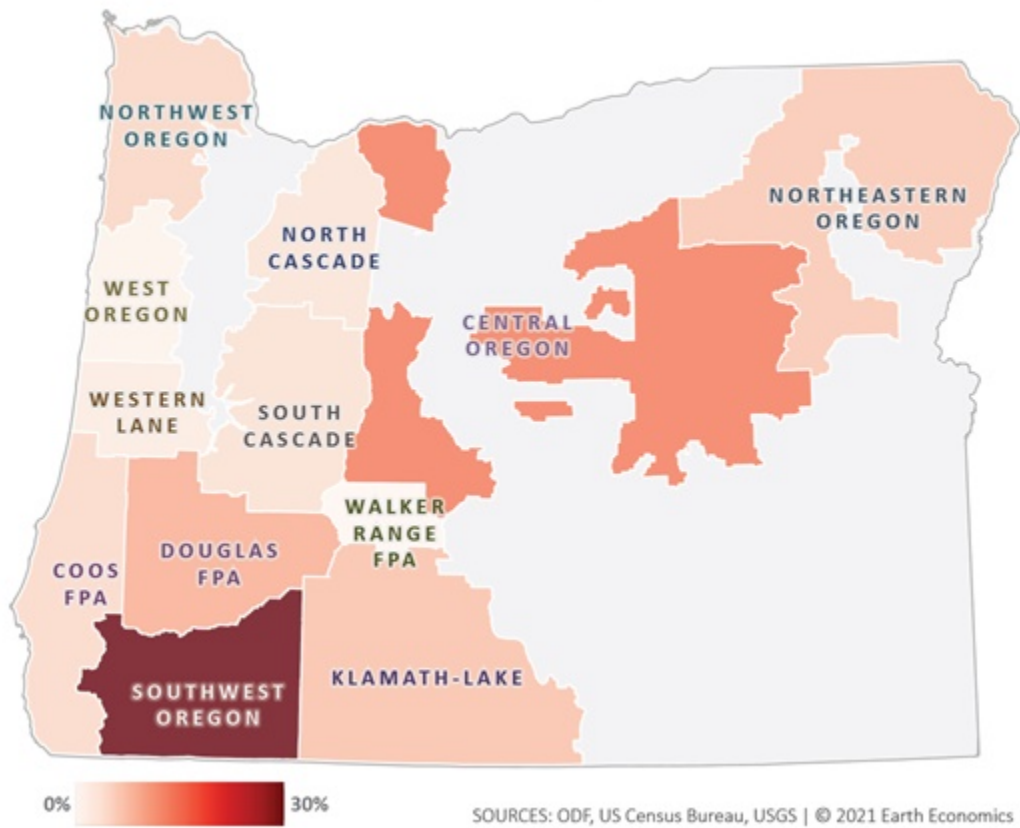 NORTHWEST
OREGON
NORTH
CASCADE
NORTHEASTERN
OREGON
WEST
OREGON
CENTRAL
OREGON
WESTERN
LANE
SOUTH
CASCADE
WALKER
RANGE
FPA
DOUGLAS
FPA
COOS
FPA
KLAMATH-LAKE
SOUTHWEST
OREGON
0% 30%
SOURCES: ODF, US Census Bureau, USGS | © 2021 Earth Economics